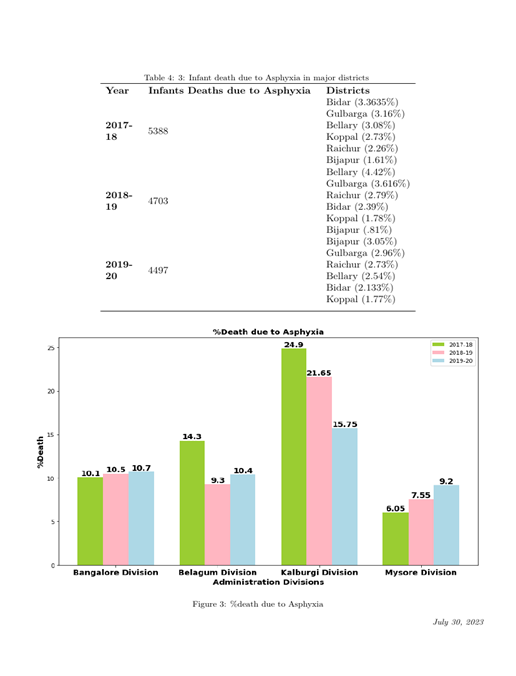 Table 4: 3: Infant death due to Asphyxia in major districts
Year Infants Deaths due to Asphyxia Districts
Bidar (3.3635%)
Gulbarga (3.16%)
2017- Bellary (3.08%)
18 5388 Koppal (2.73%)
Raichur (2.26%)
Bijapur (1.61%)
Bellary (4.42%)
Gulbarga (3.616%)
2018- Raichur (2.79%)
19 4703 Bidar (2.39%)
Koppal (1.78%)
Bijapur (.81%)
Bijapur (3.05%)
Gulbarga (2.96%)
2019- Raichur (2.73%)
20 4497 Bellary (2.54%)
Bidar (2.133%)
Koppal (1.77%)
%Death due to Asphyxia
2017-18
2018-19
2019-20
%Death
25
20
15
10
5
0
10.1 10.5 10.7
14.3 9.3 10.4
24.9 21.65 15.75
6.05 7.55 9.2
Bangalore Division Belagum Division Kalburgi Division Mysore Division
Administration Divisions
Figure 3: %death due to Asphyxia
July 30, 2023